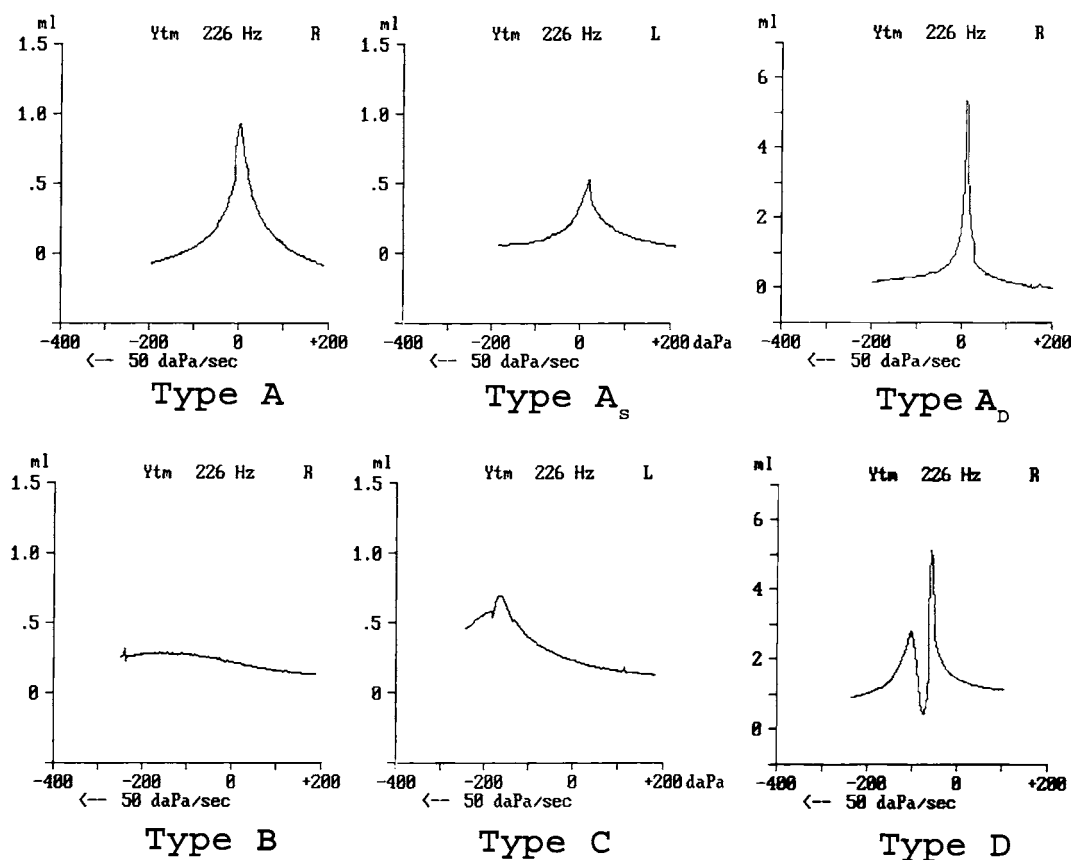 ml
Ytm 226 Hz R
1.5
1.0
.5
0
-400 -200 0 +200
<-- 50 daPa/sec
Type A
Ytm 226 Hz L
1.5
1.0
.5
0
-400 -200 0 +200 daPa
<-- 50 daPa/sec
Type As
ml
Ytm 226 Hz R
6
4
2
0
-400 -200 0 +200
<-- 50 daPa/sec
Type AD
ml
Ytm 226 Hz R
1.5
1.0
.5
0
-400 -200 0 +200
<-- 50 daPa/sec
Type B
ml
Ytm 226 Hz L
1.5
1.0
.5
0
-400 -200 0 +200 daPa
<-- 50 daPa/sec
Type C
ml
Ytm 226 Hz R
6
4
2
0
-400 -200 0 +200
<-- 50 daPa/sec
Type D